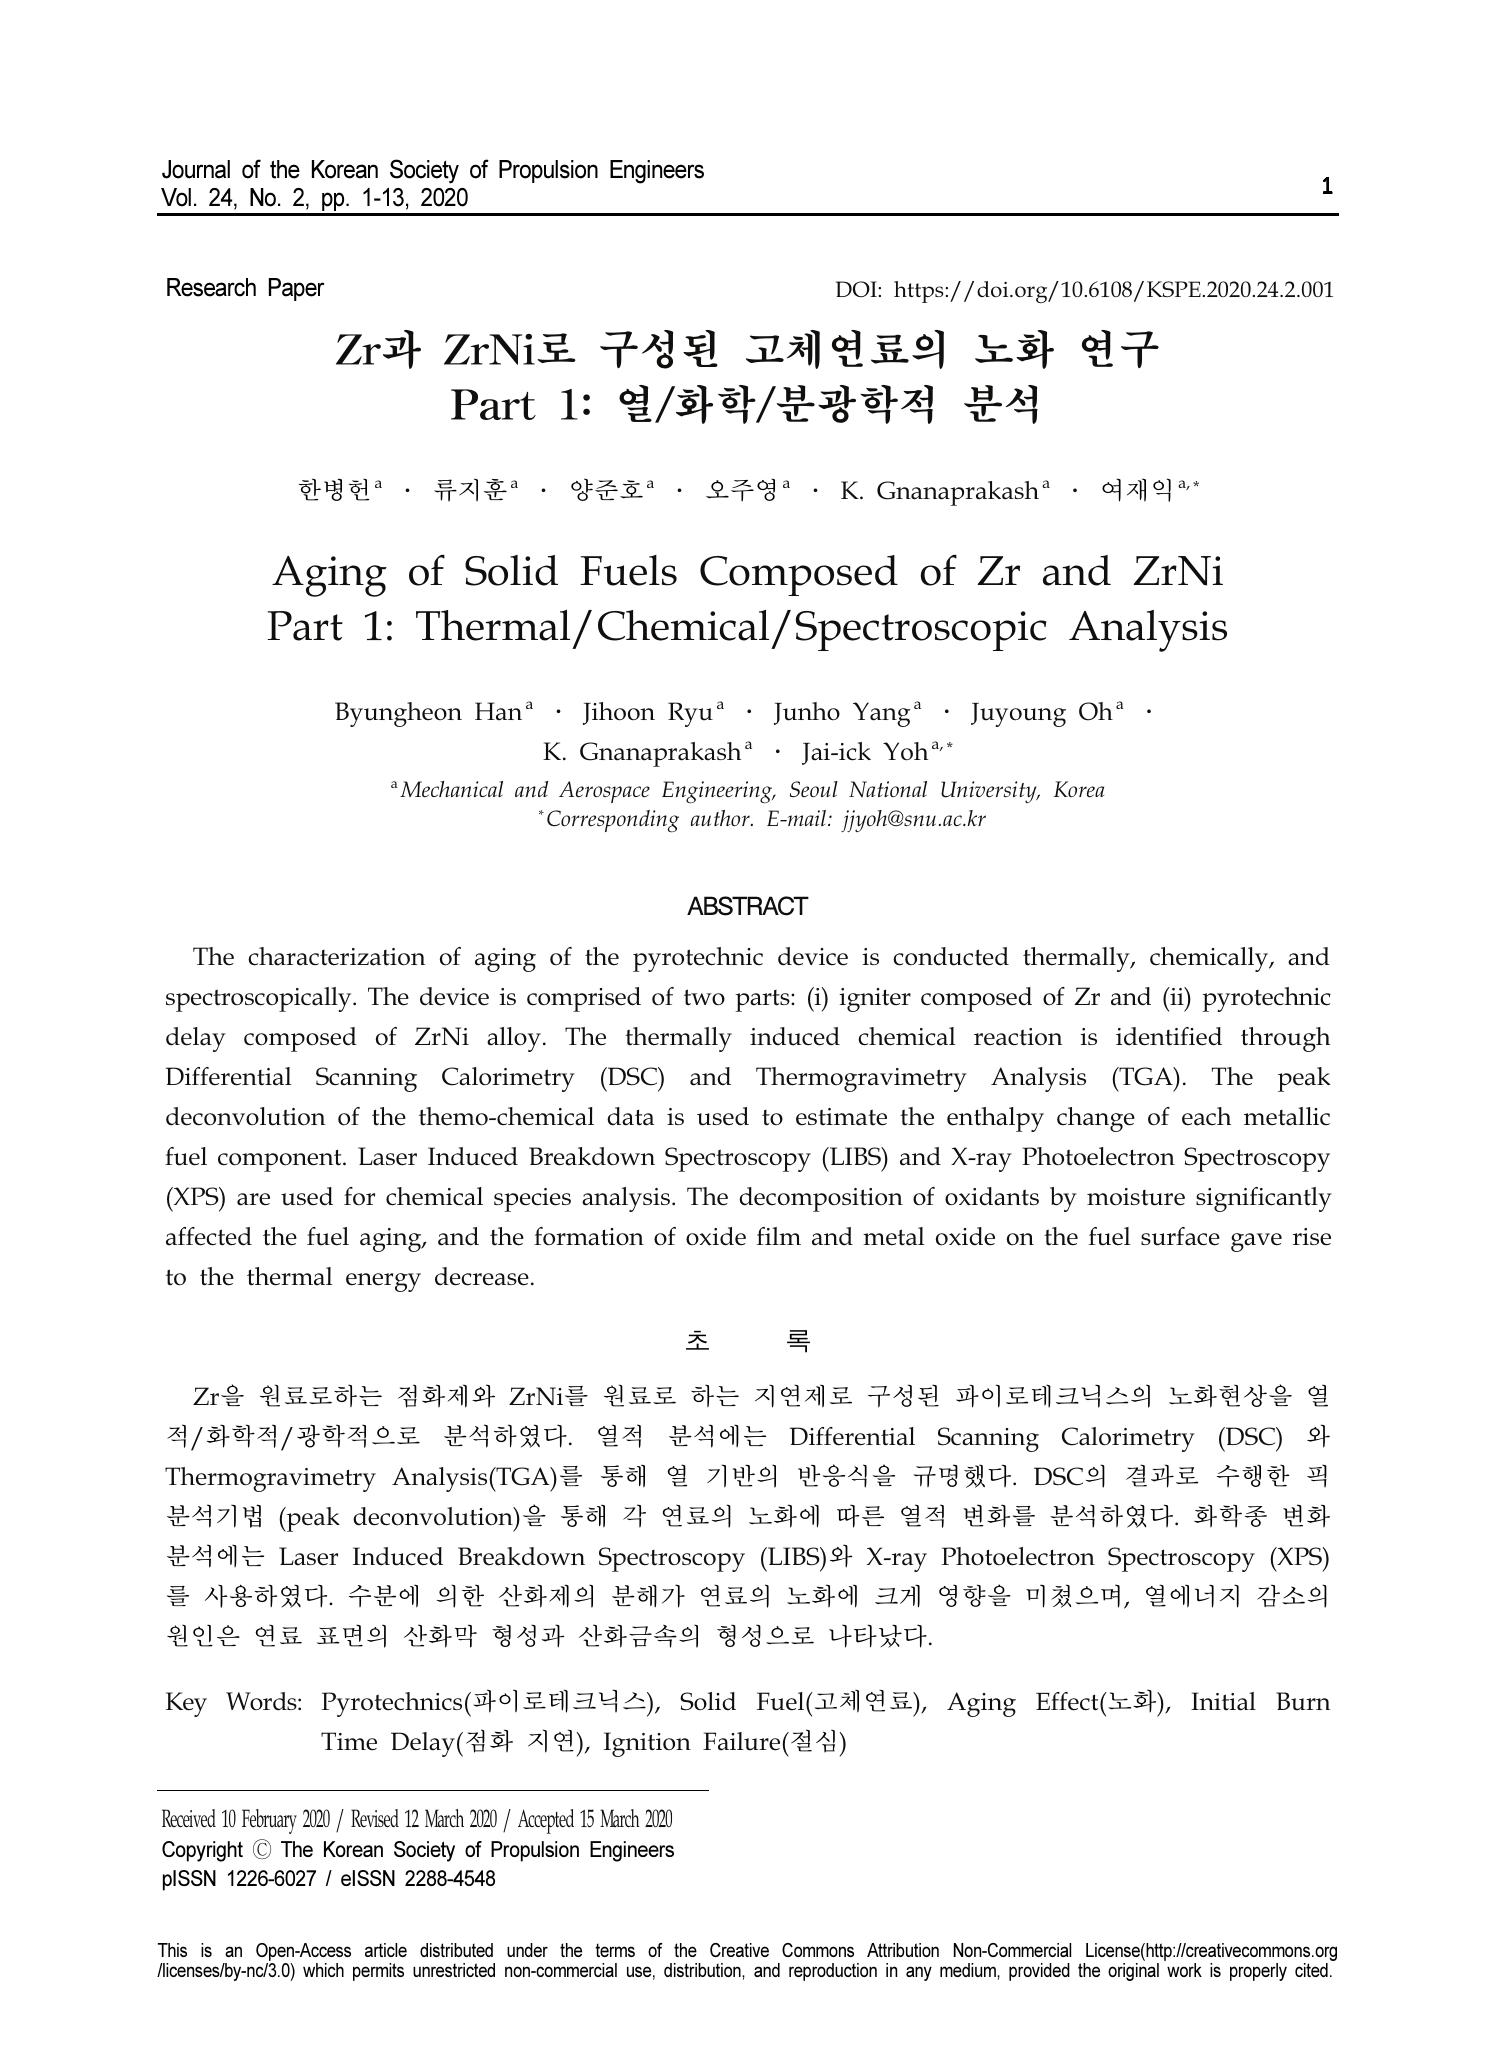 Journal of the Korean Society of Propulsion Engineers
Vol. 24, No. 2, pp. 1-13, 2020
1
Research Paper
DOI: https://doi.org/10.6108/KSPE.2020.24.2.001
Zr과 ZrNi로 구성된 고체연료의 노화 연구
Part 1: 열/화학/분광학적 분석
한병헌a · 류지훈a · 양준호a · 오주영a · K. Gnanaprakash a · 여재익a,*
Aging of Solid Fuels Composed of Zr and ZrNi
Part 1: Thermal/Chemical/Spectroscopic Analysis
Byungheon Han a · Jihoon Ryu a · Junho Yang a · Juyoung Oh a ·
K. Gnanaprakash a · Jai-ick Yoh a,*
a Mechanical and Aerospace Engineering, Seoul National University, Korea
* Corresponding author. E-mail: jjyoh@snu.ac.kr
ABSTRACT
The characterization of aging of the pyrotechnic device is conducted thermally, chemically, and
spectroscopically. The device is comprised of two parts: (i) igniter composed of Zr and (ii) pyrotechnic
delay composed of ZrNi alloy. The thermally induced chemical reaction is identified through
Differential Scanning Calorimetry (DSC) and Thermogravimetry Analysis (TGA). The peak
deconvolution of the themo-chemical data is used to estimate the enthalpy change of each metallic
fuel component. Laser Induced Breakdown Spectroscopy (LIBS) and X-ray Photoelectron Spectroscopy
(XPS) are used for chemical species analysis. The decomposition of oxidants by moisture significantly
affected the fuel aging, and the formation of oxide film and metal oxide on the fuel surface gave rise
to the thermal energy decrease.
초 록
Zr을 원료로하는 점화제와 ZrNi를 원료로 하는 지연제로 구성된 파이로테크닉스의 노화현상을 열
적/화학적/광학적으로 분석하였다. 열적 분석에는 Differential Scanning Calorimetry (DSC) 와
Thermogravimetry Analysis(TGA)를 통해 열 기반의 반응식을 규명했다. DSC의 결과로 수행한 픽
분석기법 (peak deconvolution)을 통해 각 연료의 노화에 따른 열적 변화를 분석하였다. 화학종 변화
분석에는 Laser Induced Breakdown Spectroscopy (LIBS)와 X-ray Photoelectron Spectroscopy (XPS)
를 사용하였다. 수분에 의한 산화제의 분해가 연료의 노화에 크게 영향을 미쳤으며, 열에너지 감소의
원인은 연료 표면의 산화막 형성과 산화금속의 형성으로 나타났다.
Key Words: Pyrotechnics(파이로테크닉스), Solid Fuel(고체연료), Aging Effect(노화), Initial Burn
Time Delay(점화 지연), Ignition Failure(절심)
Received 10 February 2020 / Revised 12 March 2020 / Accepted 15 March 2020
Copyright Ⓒ The Korean Society of Propulsion Engineers
pISSN 1226-6027 / eISSN 2288-4548
This is an Open-Access article distributed under the terms of the Creative Commons Attribution Non-Commercial License(http://creativecommons.org
/licenses/by-nc/3.0) which permits unrestricted non-commercial use, distribution, and reproduction in any medium, provided the original work is properly cited.